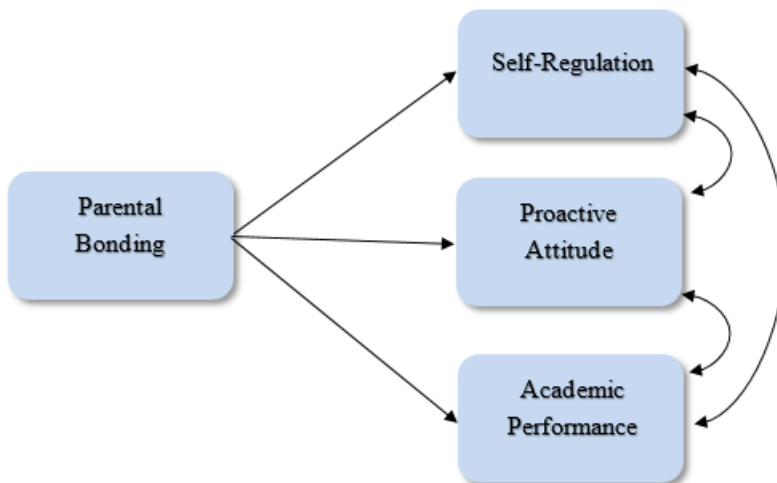 Self-Regulation
Parental
Bonding
Proactive
Attitude
Academic
Performance